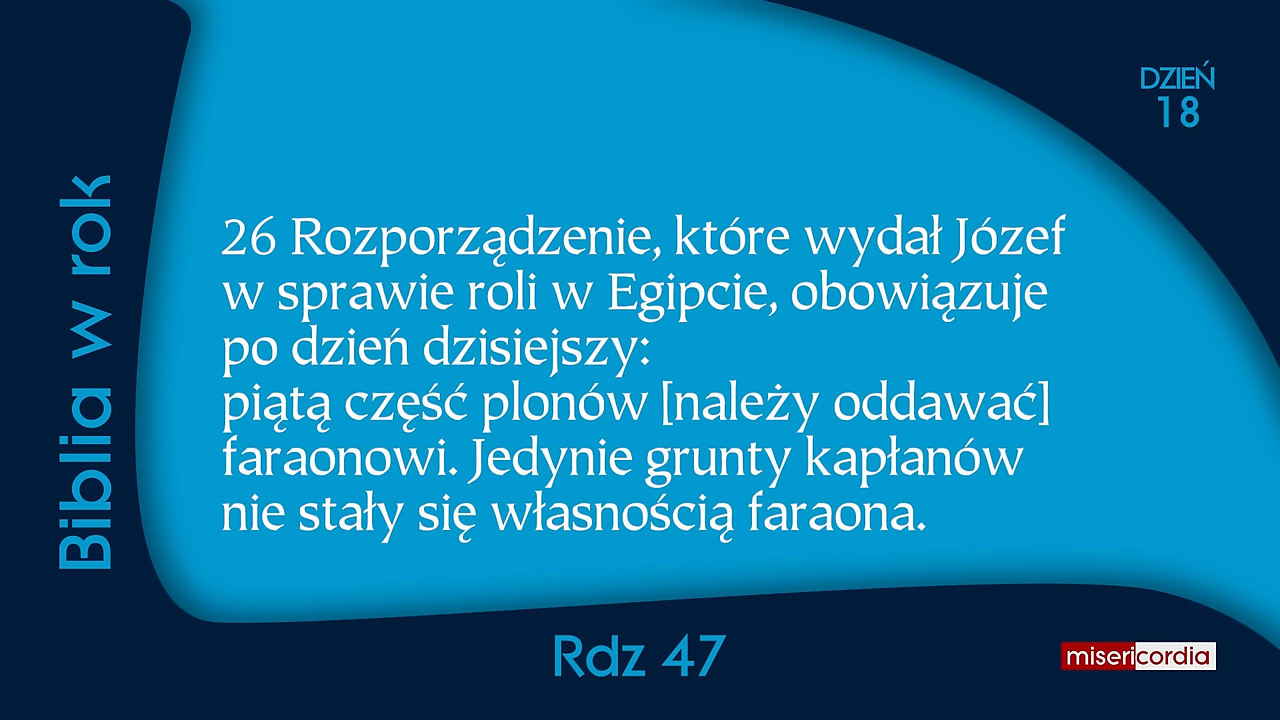 DZIEŃ
18
Biblia w rok
26 Rozporządzenie, które wydał Józef
w sprawie roli w Egipcie, obowiązuje
po dzień dzisiejszy:
piątą część plonów [należy oddawać]
faraonowi. Jedynie grunty kapłanów
nie stały się własnością faraona.
Rdz 47
misericordia